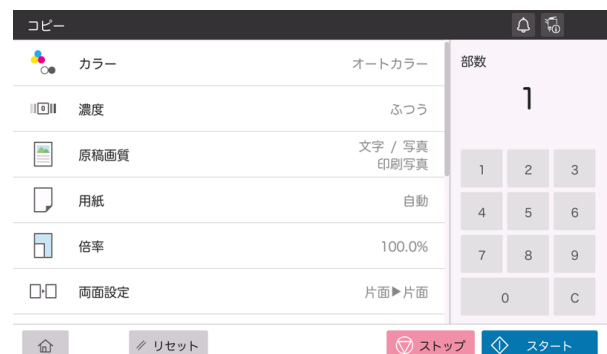 コピー
カラー
オートカラー
0
濃度
ふつう
原稿画質
文字 / 写真
印刷写真
用紙
自動
倍率
100.0%
両面設定
片面▶片面
リセット
部数
1
1 2 3
4 5 6
7 8 9
0 C
ストップ
スタート